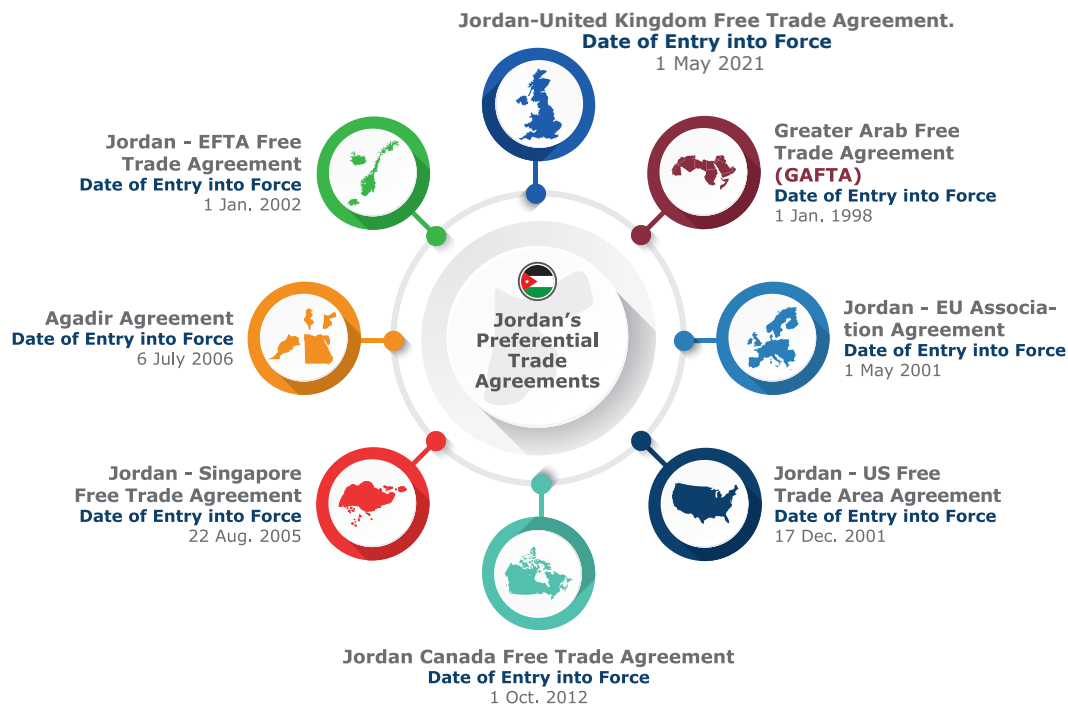 Jordan-United Kingdom Free Trade Agreement.
Date of Entry into Force
1 May 2021
Greater Arab Free
Trade Agreement
(GAFTA)
Date of Entry into Force
1 Jan. 1998
Jordan - EU Associa-
tion Agreement
Date of Entry into Force
1 May 2001
Jordan - US Free
Trade Area Agreement
Date of Entry into Force
17 Dec. 2001
Jordan Canada Free Trade Agreement
Date of Entry into Force
1 Oct. 2012
Jordan - Singapore
Free Trade Agreement
Date of Entry into Force
22 Aug. 2005
Agadir Agreement
Date of Entry into Force
6 July 2006
Jordan - EFTA Free
Trade Agreement
Date of Entry into Force
1 Jan. 2002
Jordan’s
Preferential
Trade
Agreements